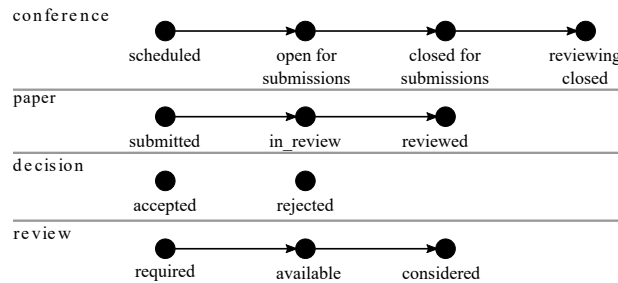 conference
scheduled
open for
submissions
closed for
submissions
reviewing
closed
paper
submitted
in_review
reviewed
decision
accepted
rejected
review
required
available
considered